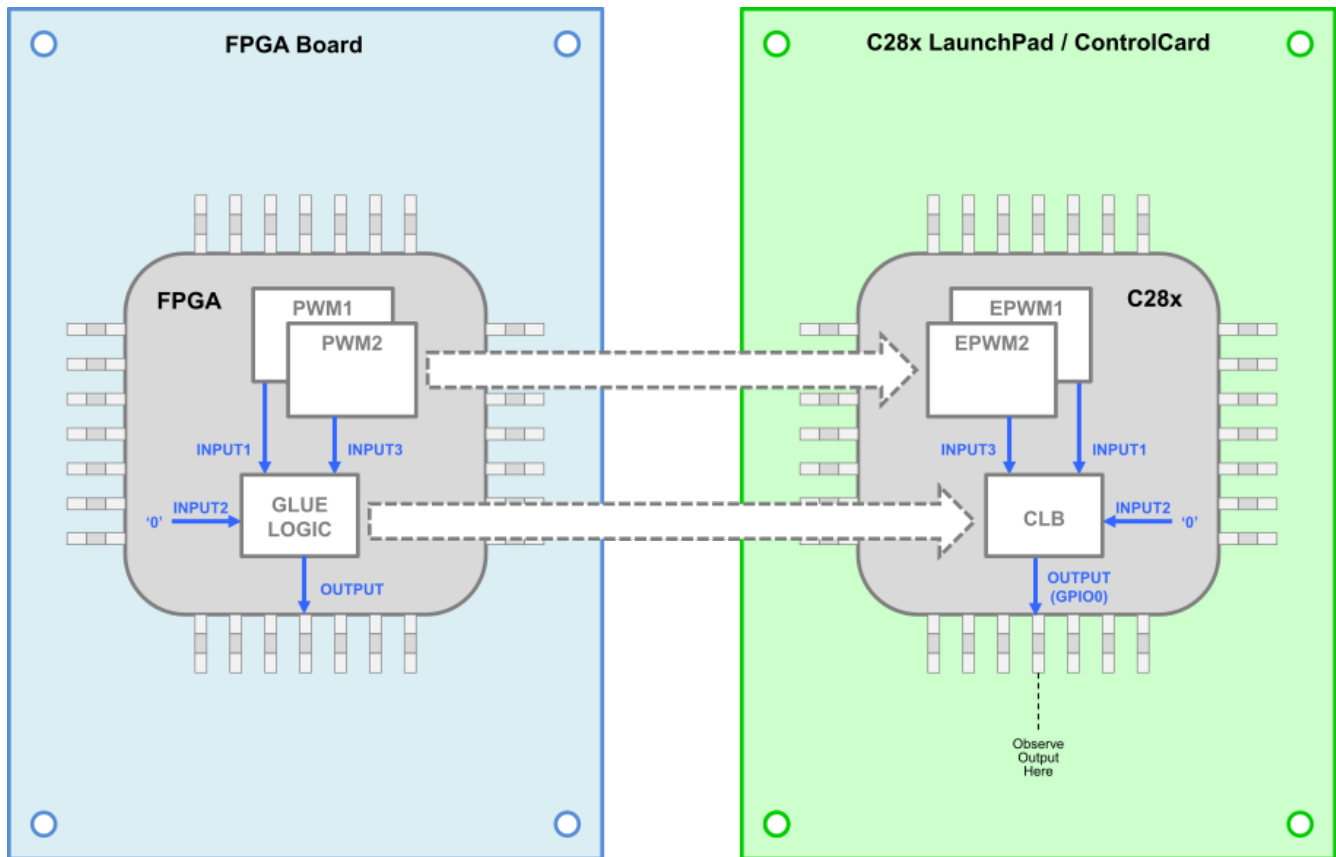 FPGA Board
FPGA
PWM1
PWM2
INPUT1
INPUT3
INPUT2
‘0’
GLUE
LOGIC
OUTPUT
C28x LaunchPad / ControlCard
C28x
EPWM1
EPWM2
INPUT3
INPUT1
CLB
INPUT2
‘0’
OUTPUT
(GPIO0)
Observe
Output
Here